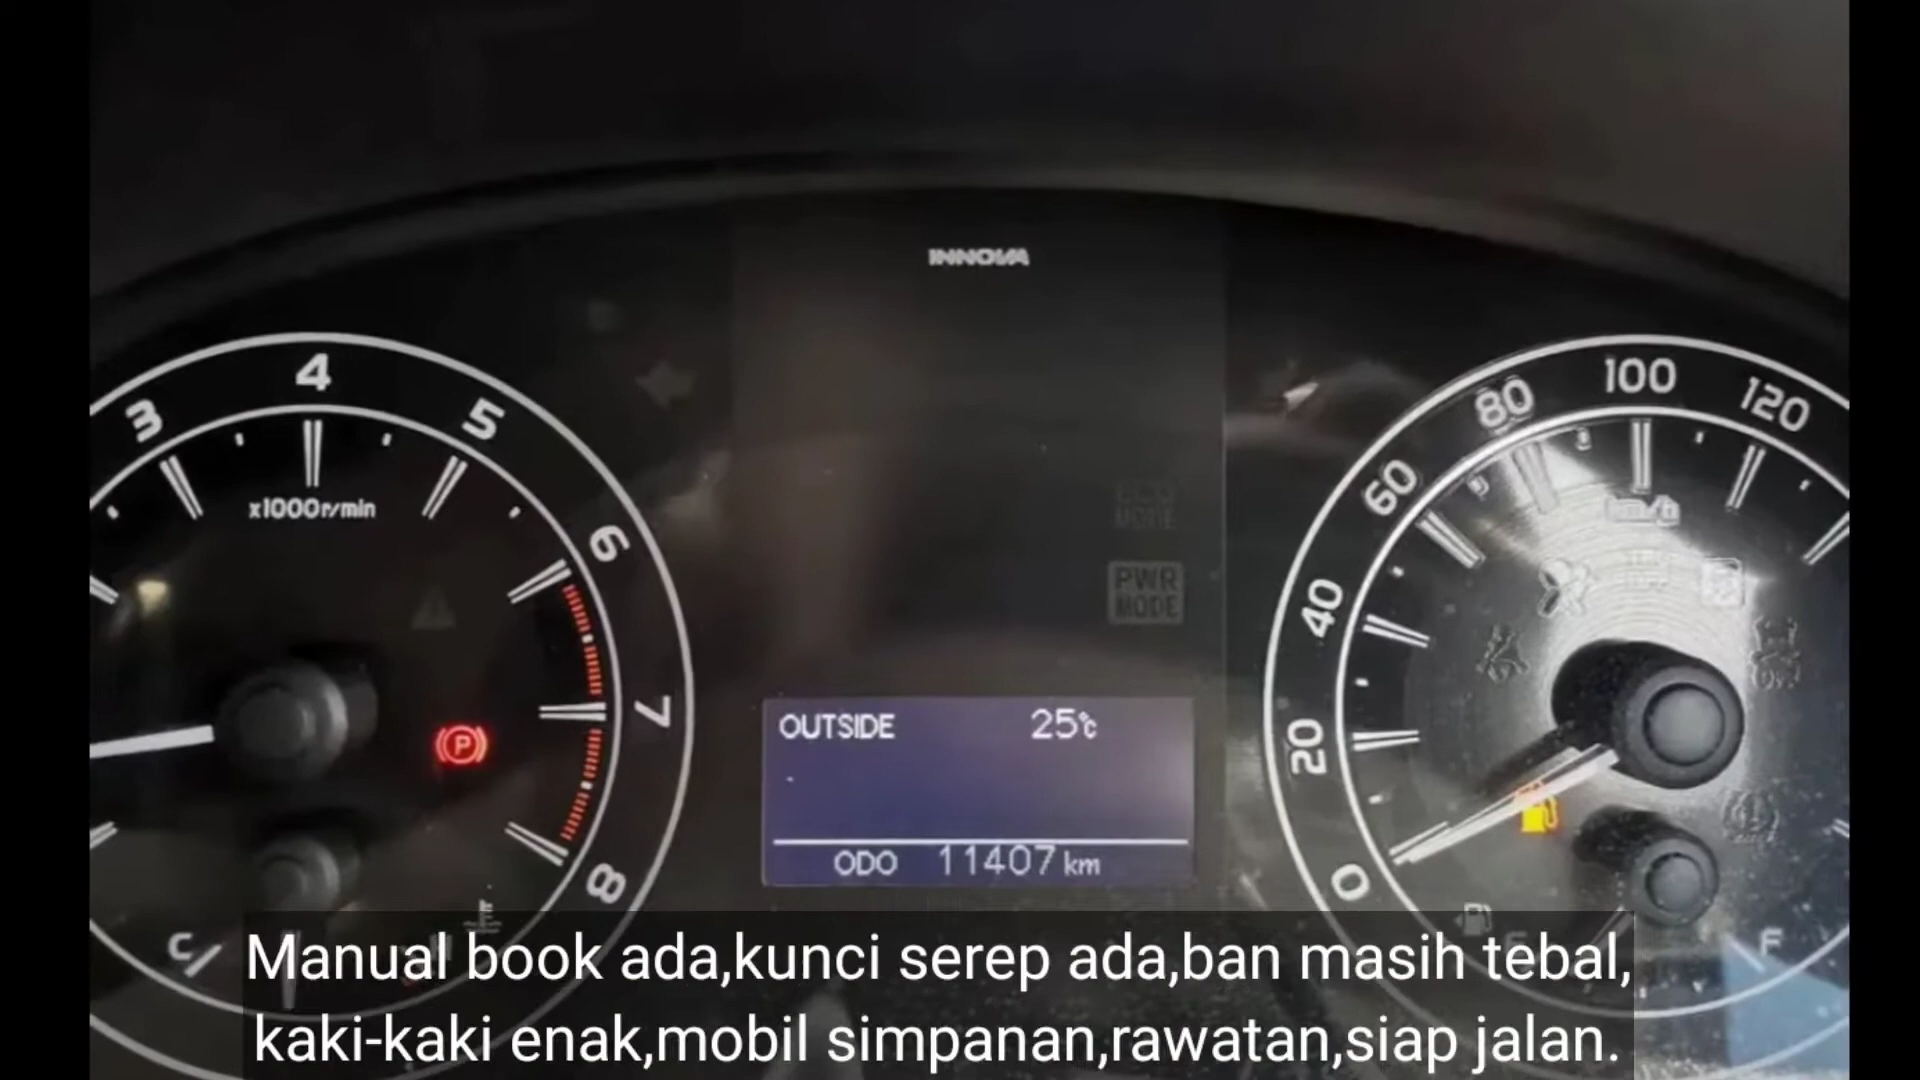 INNOVA
3
4
5
6
7
8
x1000r/min
C
P
PWR
MODE
OUTSIDE 25℃
ODO 11407 km
0
20
40
60
80
100
120
km/h
F
Manual book ada,kunci serep ada,ban masih tebal,
kaki-kaki enak,mobil simpanan,rawatan,siap jalan.